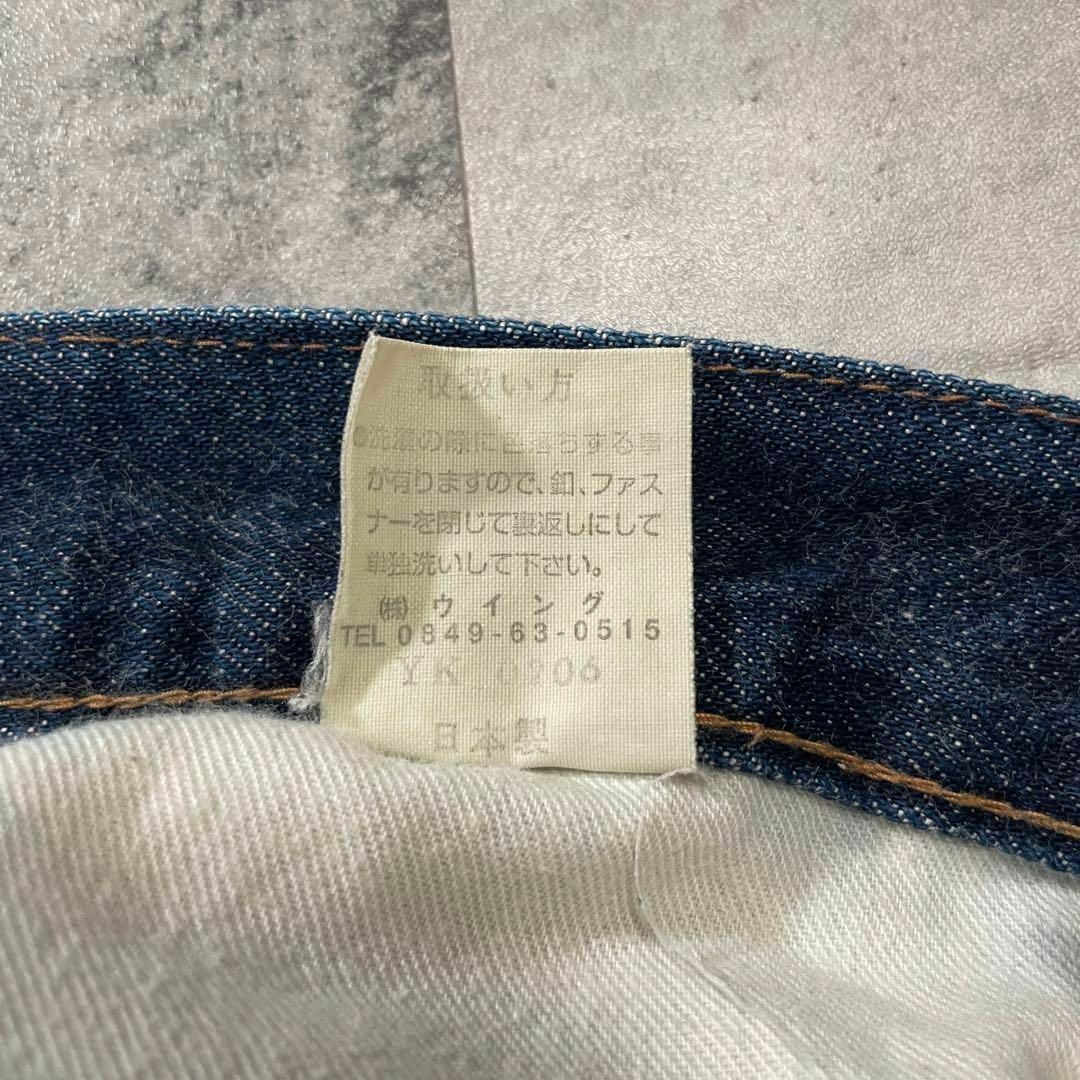 取扱い方
●洗濯の際に色落ちする事
が有りますので、釦、ファス
ナーを閉じて裏返しにして
単独洗いして下さい。
㈱ウイング
TEL 0849-63-0515
YK 0906
日本製